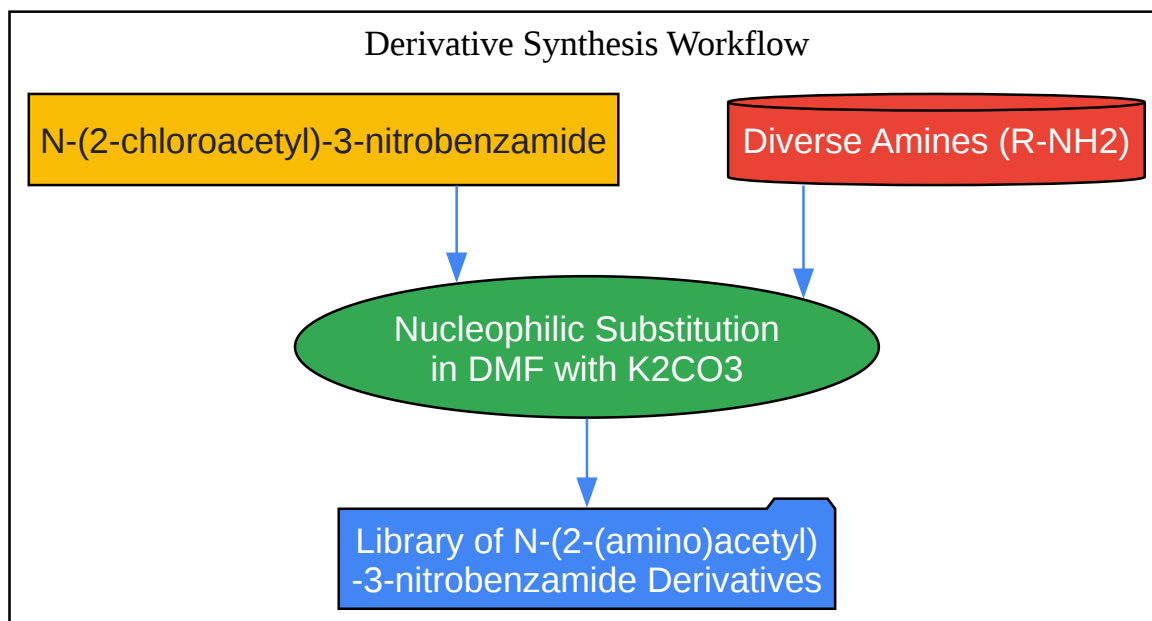 Derivative Synthesis Workflow
N-(2-chloroacetyl)-3-nitrobenzamide
Diverse Amines (R-NH2)
Nucleophilic Substitution
in DMF with K2CO3
Library of N-(2-(amino)acetyl)
-3-nitrobenzamide Derivatives